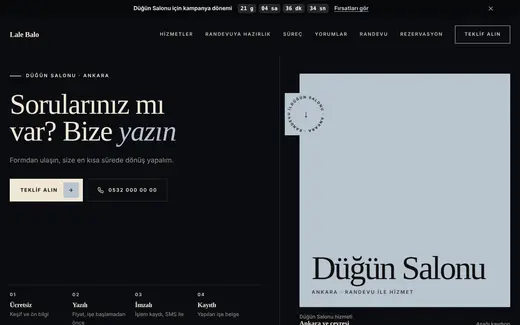 Düğün Salonu için kampanya dönemi 21 g 04 sa 36 dk 34 sn Fırsatları gör ×
Lale Balo
HİZMETLER RANDEVUYA HAZIRLIK SÜREÇ YORUMLAR RANDEVU REZERVASYON TEKLİF ALIN
DÜĞÜN SALONU · ANKARA
Sorularınız mı
var? Bize yazın
Formdan ulaşın, size en kısa sürede dönüş yapalım.
TEKLİF ALIN
0532 000 00 00
Düğün Salonu
ANKARA · RANDEVU İLE HİZMET
01
Ücretsiz
Keşif ve ön bilgi
02
Yazılı
Fiyat, işe başlamadan
önce
03
İmzalı
İşlem kaydı, SMS ile
04
Kayıtlı
Yapılan işe belge
Düğün Salonu hizmeti
Ankara ve çevresi